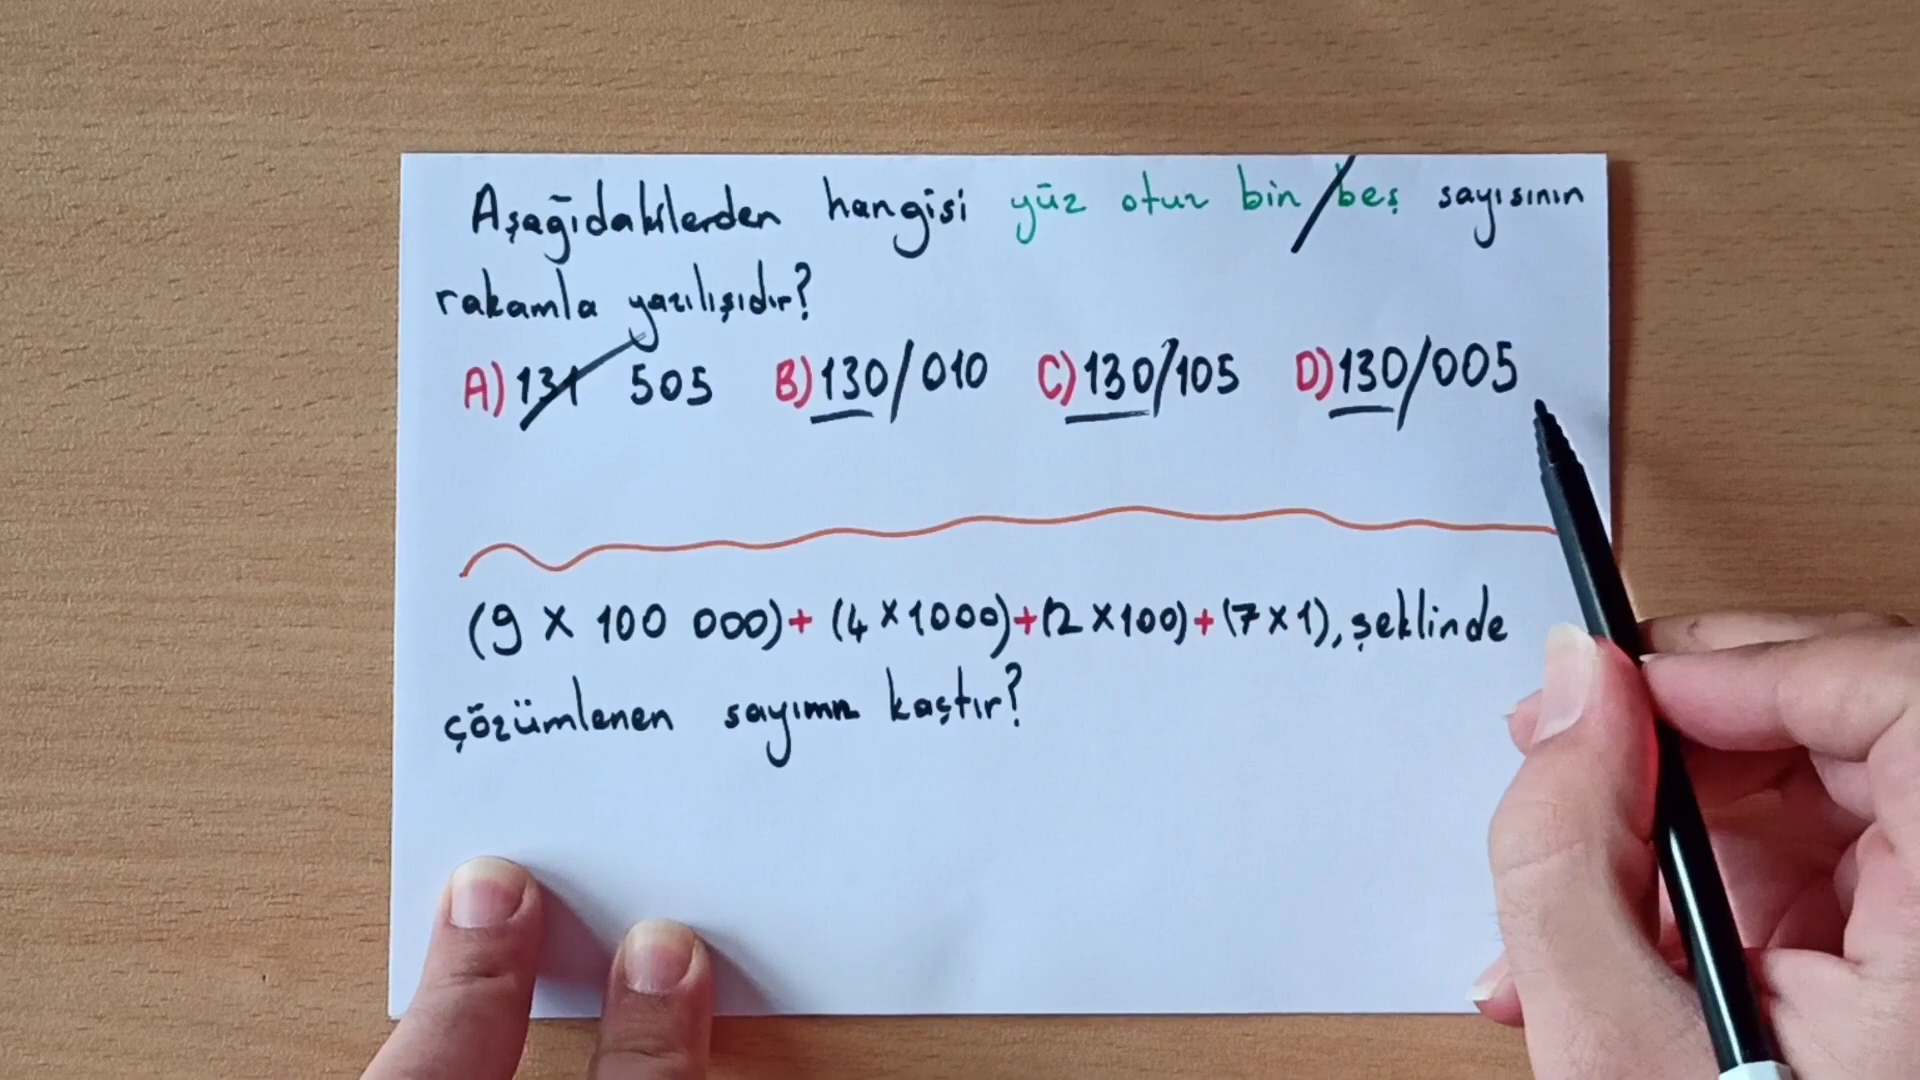 Aşağıdakilerden hangisi yüz otuz bin/beş sayısının
rakamla yazılışıdır?
A) 131 505 B) 130/010 C) 130/105 D) 130/005
(9 x 100 000)+ (4 x 1000)+(2 x 100)+(7 x 1), şeklinde
çözümlenen sayımn kaçtır?